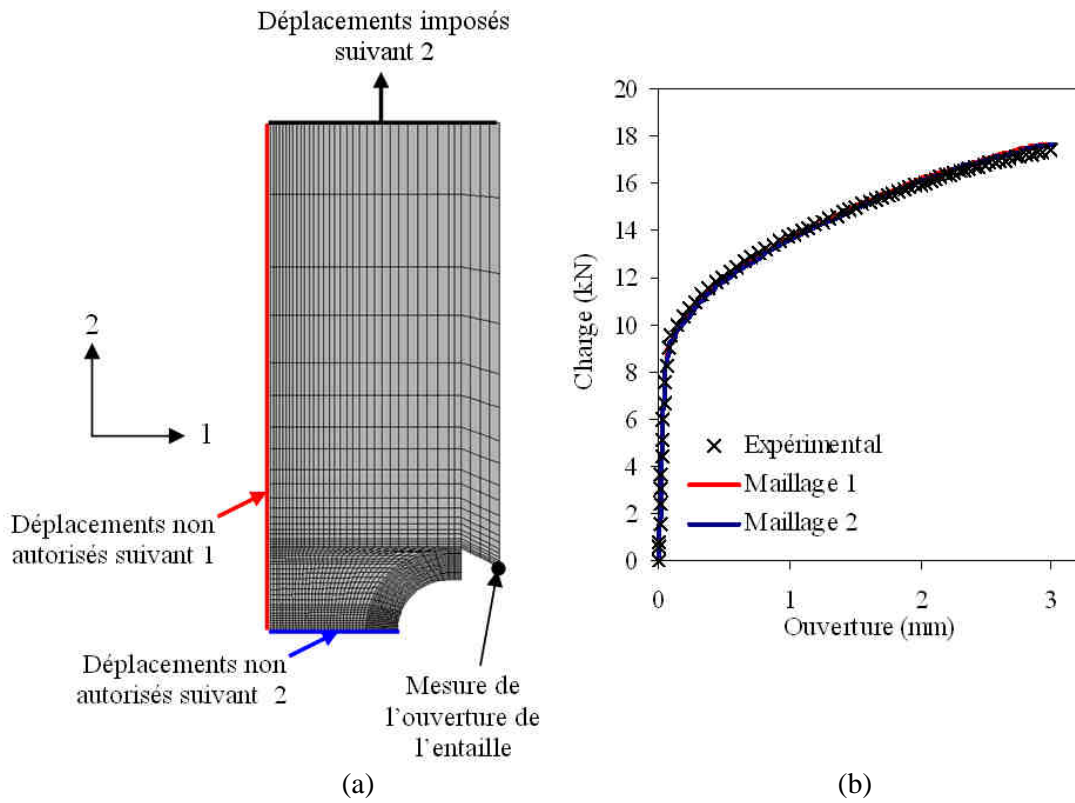 Déplacements imposés
suivant 2
2
1
Déplacements non
autorisés suivant 1
Déplacements non
autorisés suivant 2
Mesure de
l’ouverture de
l’entaille
(a)
20
18
16
14
12
10
8
6
4
2
0
Charge (kN)
Expérimental
Maillage 1
Maillage 2
0 1 2 3
Ouverture (mm)
(b)